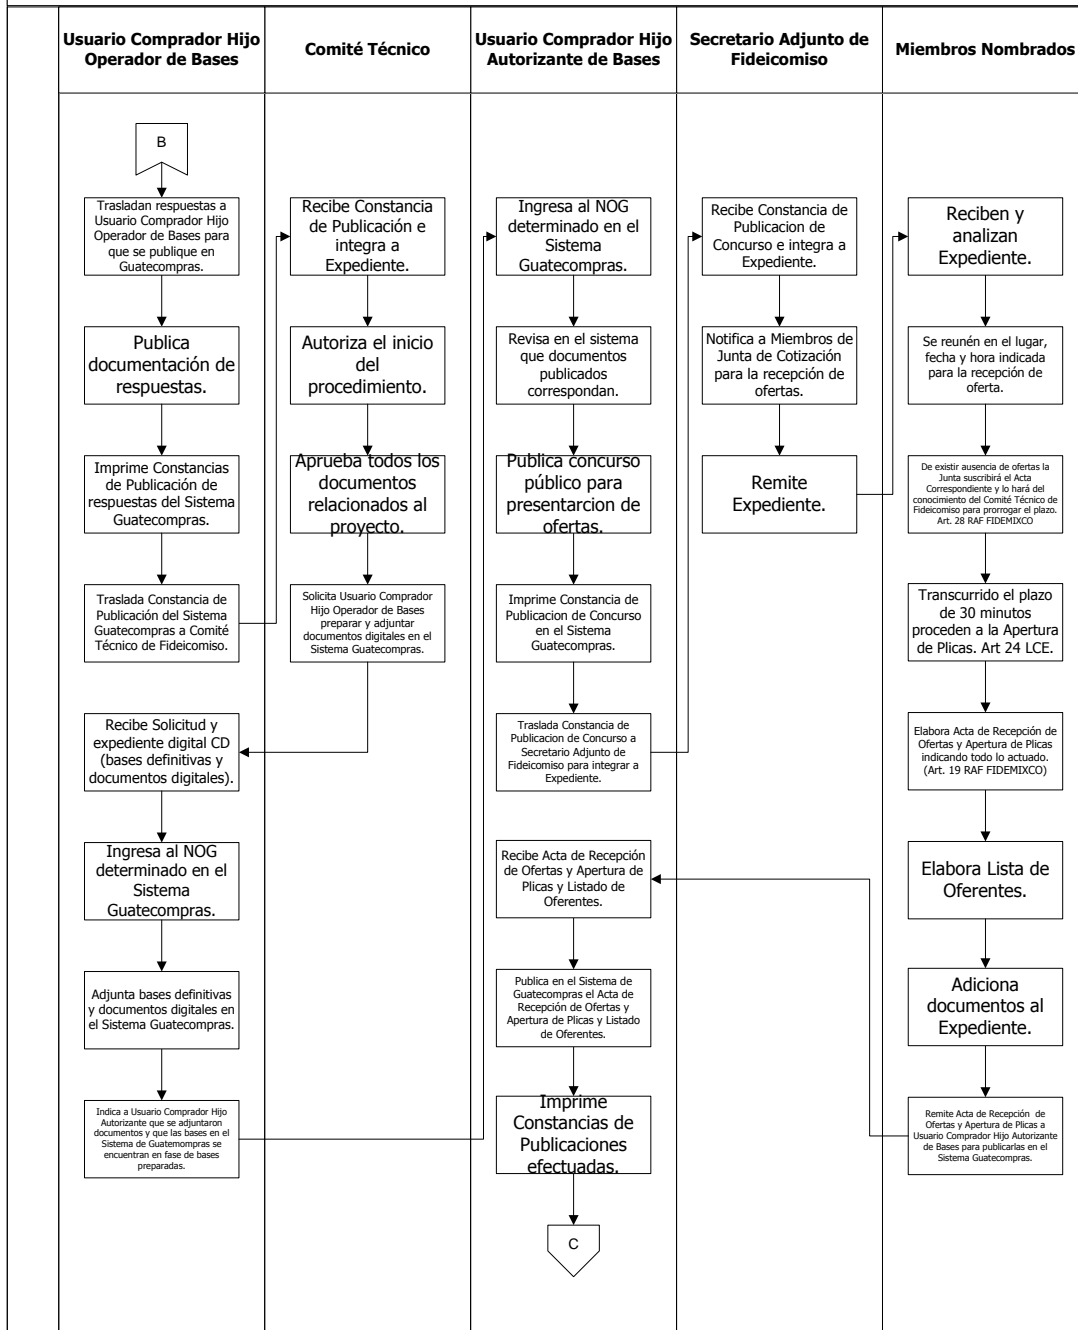 Usuario Comprador Hijo
Operador de Bases
Comité Técnico
Usuario Comprador Hijo
Autorizante de Bases
Secretario Adjunto de
Fideicomiso
Miembros Nombrados
B
Trasladan respuestas a
Usuario Comprador Hijo
Operador de Bases para
que se publique en
Guatecompras.
Publica
documentación de
respuestas.
Imprime Constancias
de Publicación de
respuestas del Sistema
Guatecompras.
Traslada Constancia de
Publicación del Sistema
Guatecompras a Comité
Técnico de Fideicomiso.
Recibe Solicitud y
expediente digital CD
(bases definitivas y
documentos digitales).
Ingresa al NOG
determinado en el
Sistema
Guatecompras.
Adjunta bases definitivas
y documentos digitales en
el Sistema Guatecompras.
Indica a Usuario Comprador Hijo
Autorizante que se adjuntaron
documentos y que las bases en el
Sistema de Guatemompras se
encuentran en fase de bases
preparadas.
Recibe Constancia
de Publicación e
integra a
Expediente.
Autoriza el inicio
del
procedimiento.
Aprueba todos los
documentos
relacionados al
proyecto.
Solicita Usuario Comprador
Hijo Operador de Bases
preparar y adjuntar
documentos digitales en el
Sistema Guatecompras.
Ingresa al NOG
determinado en el
Sistema
Guatecompras.
Revisa en el sistema
que documentos
publicados
correspondan.
Publica concurso
público para
presentarcion de
ofertas.
Imprime Constancia de
Publicacion de Concurso
en el Sistema
Guatecompras.
Traslada Constancia de
Publicacion de Concurso a
Secretario Adjunto de
Fideicomiso para integrar a
Expediente.
Recibe Acta de Recepción
de Ofertas y Apertura de
Plicas y Listado de
Oferentes.
Publica en el Sistema de
Guatecompras el Acta de
Recepción de Ofertas y
Apertura de Plicas y Listado
de Oferentes.
Imprime
Constancias de
Publicaciones
efectuadas.
C
Recibe Constancia de
Publicacion de
Concurso e integra a
Expediente.
Notifica a Miembros de
Junta de Cotización
para la recepción de
ofertas.
Remite
Expediente.
Reciben y
analizan
Expediente.
Se reunén en el lugar,
fecha y hora indicada
para la recepción de
oferta.
De existir ausencia de ofertas la
Junta suscribirá el Acta
Correspondiente y lo hará del
conocimiento del Comité Técnico de
Fideicomiso para prorrogar el plazo.
Art. 28 RAF FIDEMIXCO
Transcurrido el plazo
de 30 minutos
proceden a la Apertura
de Plicas. Art 24 LCE.
Elabora Acta de Recepción de
Ofertas y Apertura de Plicas
indicando todo lo actuado.
(Art. 19 RAF FIDEMIXCO)
Elabora Lista de
Oferentes.
Adiciona
documentos al
Expediente.
Remite Acta de Recepción de
Ofertas y Apertura de Plicas a
Usuario Comprador Hijo Autorizante
de Bases para publicarlas en el
Sistema Guatecompras.